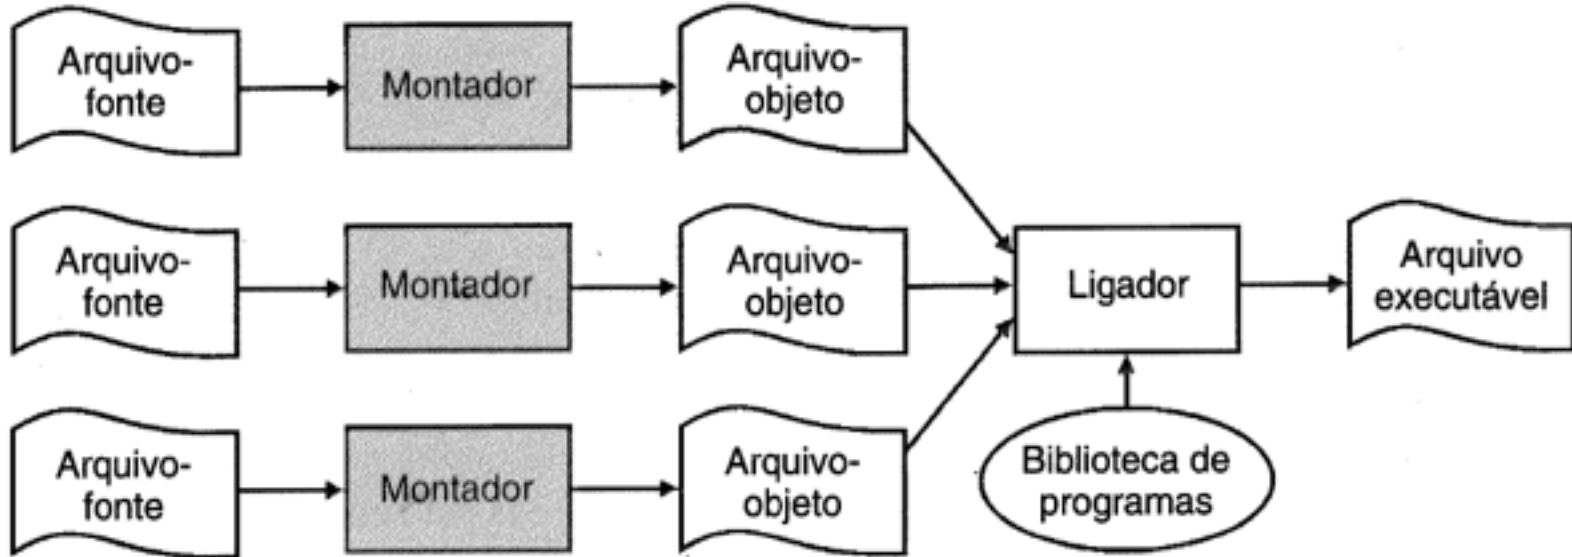 Arquivo-
fonte
Montador
Arquivo-
objeto
Arquivo-
fonte
Montador
Arquivo-
objeto
Ligador
Arquivo
executável
Arquivo-
fonte
Montador
Arquivo-
objeto
Biblioteca de
programas